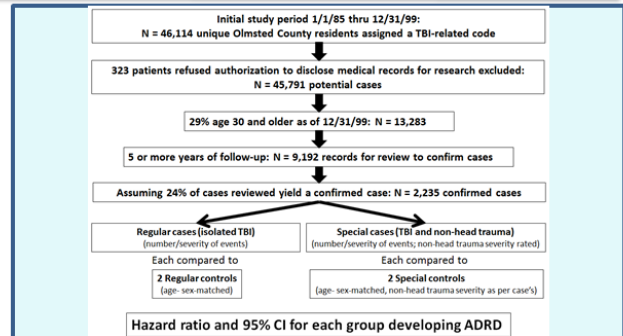 Initial study period 1/1/85 thru 12/31/99:
N = 46,114 unique Olmsted County residents assigned a TBI-related code
323 patients refused authorization to disclose medical records for research excluded:
N = 45,791 potential cases
29% age 30 and older as of 12/31/99: N = 13,283
5 or more years of follow-up: N = 9,192 records for review to confirm cases
Assuming 24% of cases reviewed yield a confirmed case: N = 2,235 confirmed cases
Regular cases (isolated TBI)
(number/severity of events)
Each compared to
2 Regular controls
(age- sex-matched)
Special cases (TBI and non-head trauma)
(number/severity of events; non-head trauma severity rated)
Each compared to
2 Special controls
(age- sex-matched, non-head trauma severity as per case's)
Hazard ratio and 95% CI for each group developing ADRD